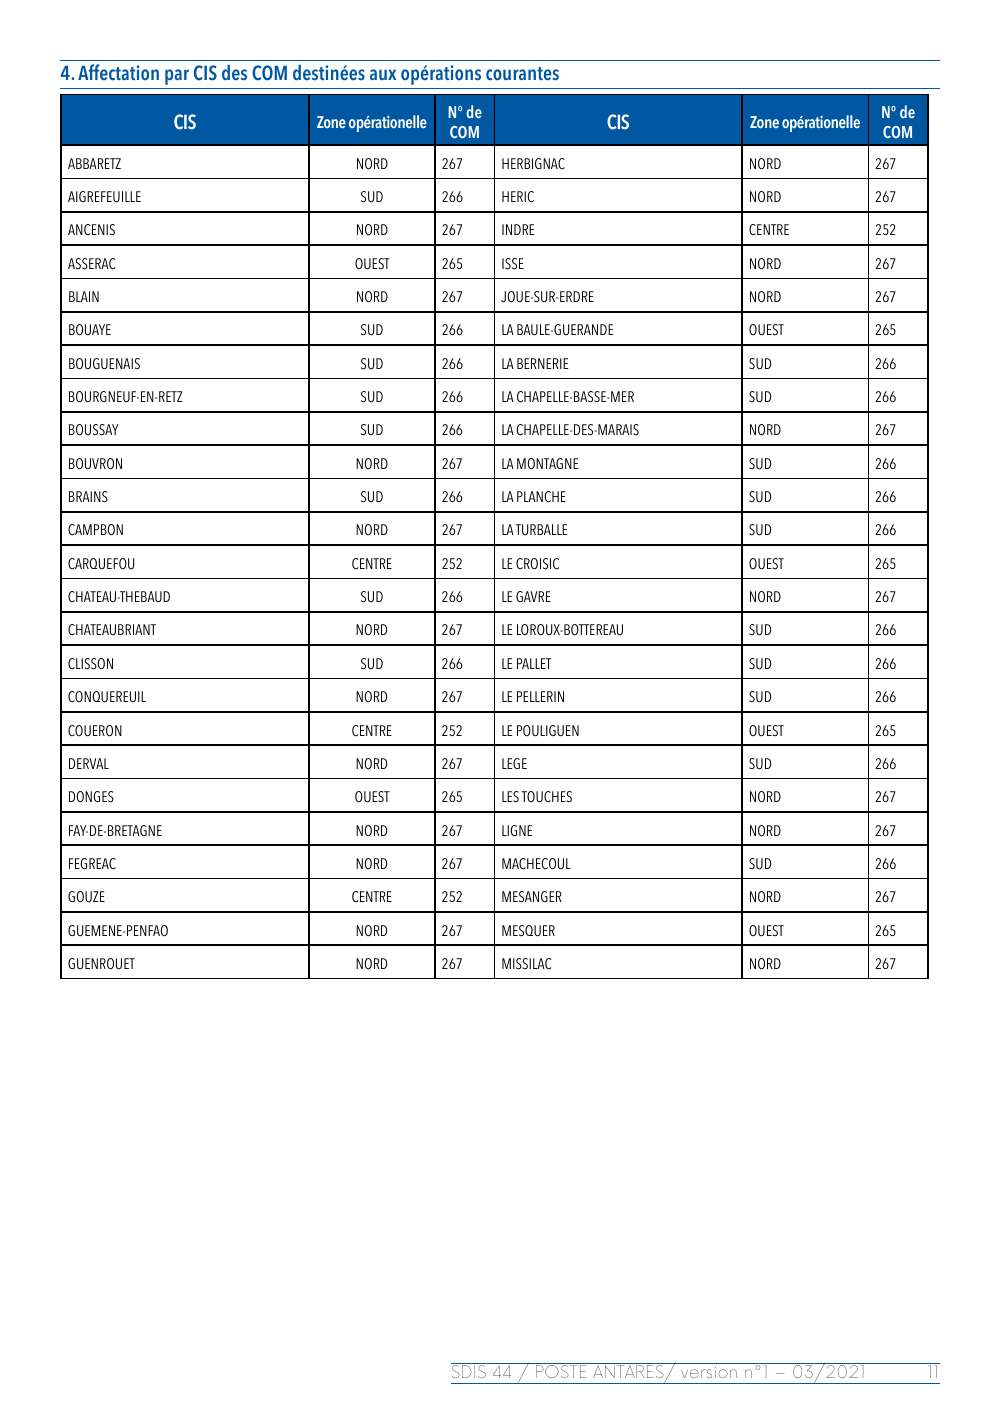 4. Affectation par CIS des COM destinées aux opérations courantes
CIS Zone opérationelle N° de COM CIS Zone opérationelle N° de COM
ABBARETZ NORD 267 HERBIGNAC NORD 267
AIGREFEUILLE SUD 266 HERIC NORD 267
ANCENIS NORD 267 INDRE CENTRE 252
ASSERAC OUEST 265 ISSE NORD 267
BLAIN NORD 267 JOUE-SUR-ERDRE NORD 267
BOUAYE SUD 266 LA BAULE-GUERANDE OUEST 265
BOUGUENAIS SUD 266 LA BERNERIE SUD 266
BOURGNEUF-EN-RETZ SUD 266 LA CHAPELLE-BASSE-MER SUD 266
BOUSSAY SUD 266 LA CHAPELLE-DES-MARAIS NORD 267
BOUVRON NORD 267 LA MONTAGNE SUD 266
BRAINS SUD 266 LA PLANCHE SUD 266
CAMPBON NORD 267 LA TURBALLE SUD 266
CARQUEFOU CENTRE 252 LE CROISIC OUEST 265
CHATEAU-THEBAUD SUD 266 LE GAVRE NORD 267
CHATEAUBRIANT NORD 267 LE LOROUX-BOTTEREAU SUD 266
CLISSON SUD 266 LE PALLET SUD 266
CONQUEREUIL NORD 267 LE PELLERIN SUD 266
COUERON CENTRE 252 LE POULIGUEN OUEST 265
DERVAL NORD 267 LEGE SUD 266
DONGES OUEST 265 LES TOUCHES NORD 267
FAY-DE-BRETAGNE NORD 267 LIGNE NORD 267
FEGREAC NORD 267 MACHECOUL SUD 266
GOUZE CENTRE 252 MESANGER NORD 267
GUEMENE-PENFAO NORD 267 MESQUER OUEST 265
GUENROUET NORD 267 MISSILAC NORD 267
SDIS 44 / POSTE ANTARES/ version n°1 – 03/2021 11